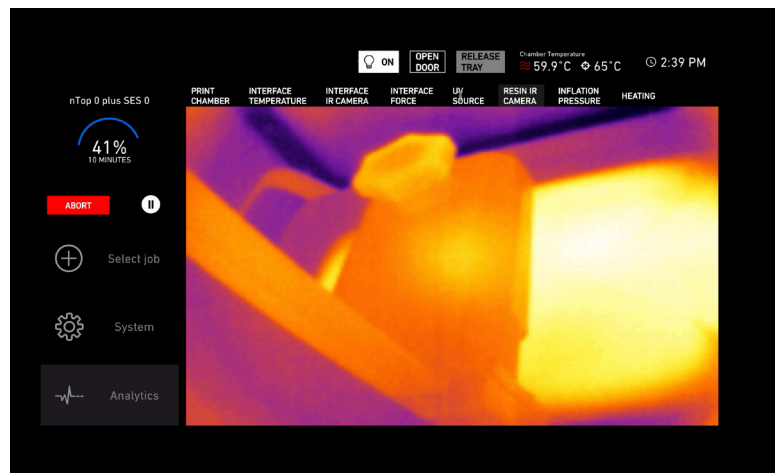 ON
OPEN
DOOR
RELEASE
TRAY
Chamber Temperature
59.9°C 65°C
2:39 PM
nTop 0 plus SES 0
41%
10 MINUTES
PRINT
CHAMBER
INTERFACE
TEMPERATURE
INTERFACE
IR CAMERA
INTERFACE
FORCE
UV
SOURCE
RESIN IR
CAMERA
INFLATION
PRESSURE
HEATING
ABORT
Select job
System
Analytics